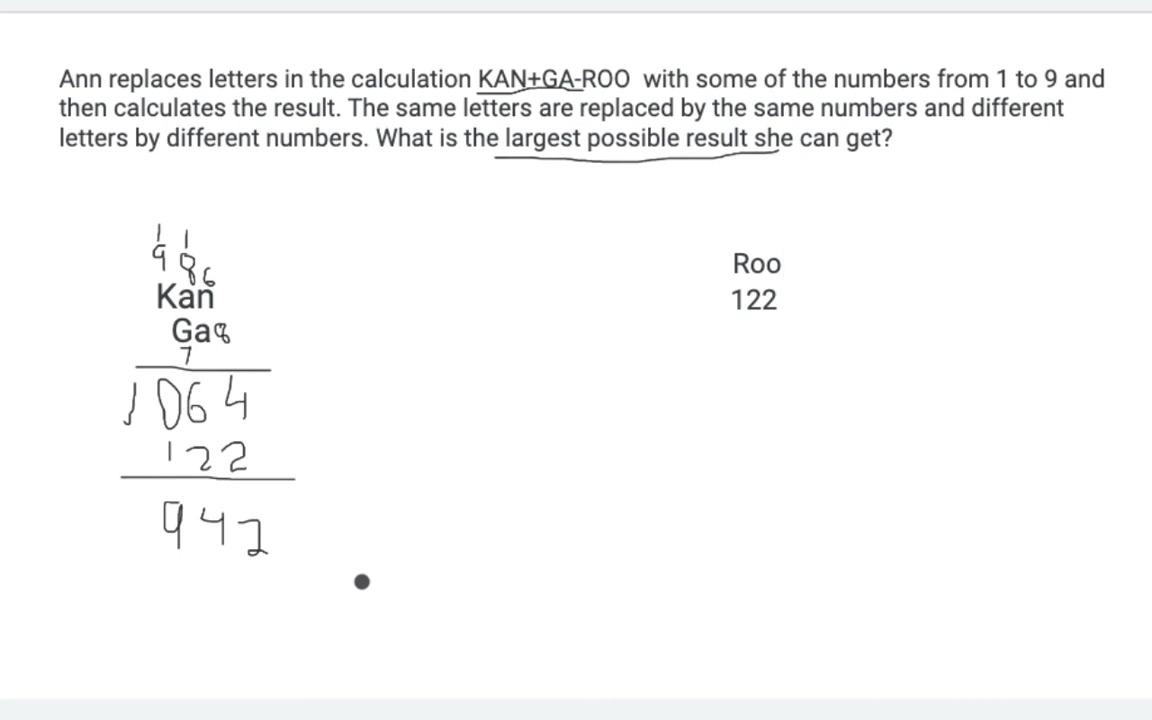 Ann replaces letters in the calculation KAN+GA-ROO with some of the numbers from 1 to 9 and
then calculates the result. The same letters are replaced by the same numbers and different
letters by different numbers. What is the largest possible result she can get?
1 1
9 8 6
Kan
Roo
122
Ga 8
7
1064
122
942